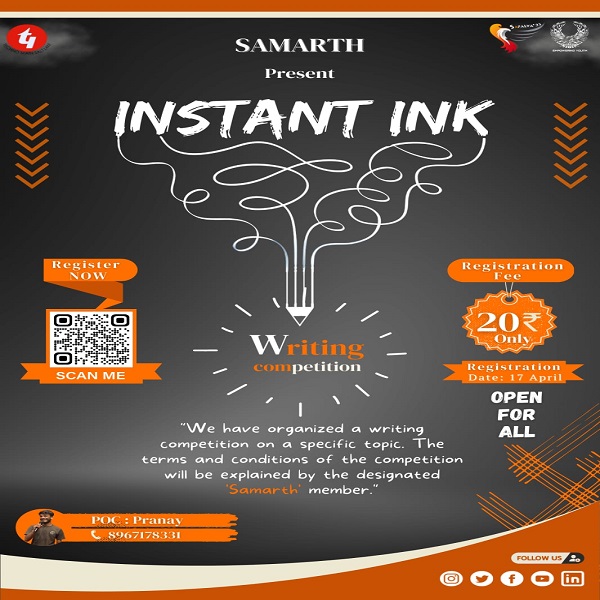 SAMARTH
Present
INSTANT INK
Register
NOW
SCAN ME
Registration
Fee
20₹
Only
Registration
Date: 17 April
OPEN
FOR
ALL
Writing
competition
"We have organized a writing
competition on a specific topic. The
terms and conditions of the competition
will be explained by the designated
'Samarth' member."
POC : Pranay
8967178331
FOLLOW US